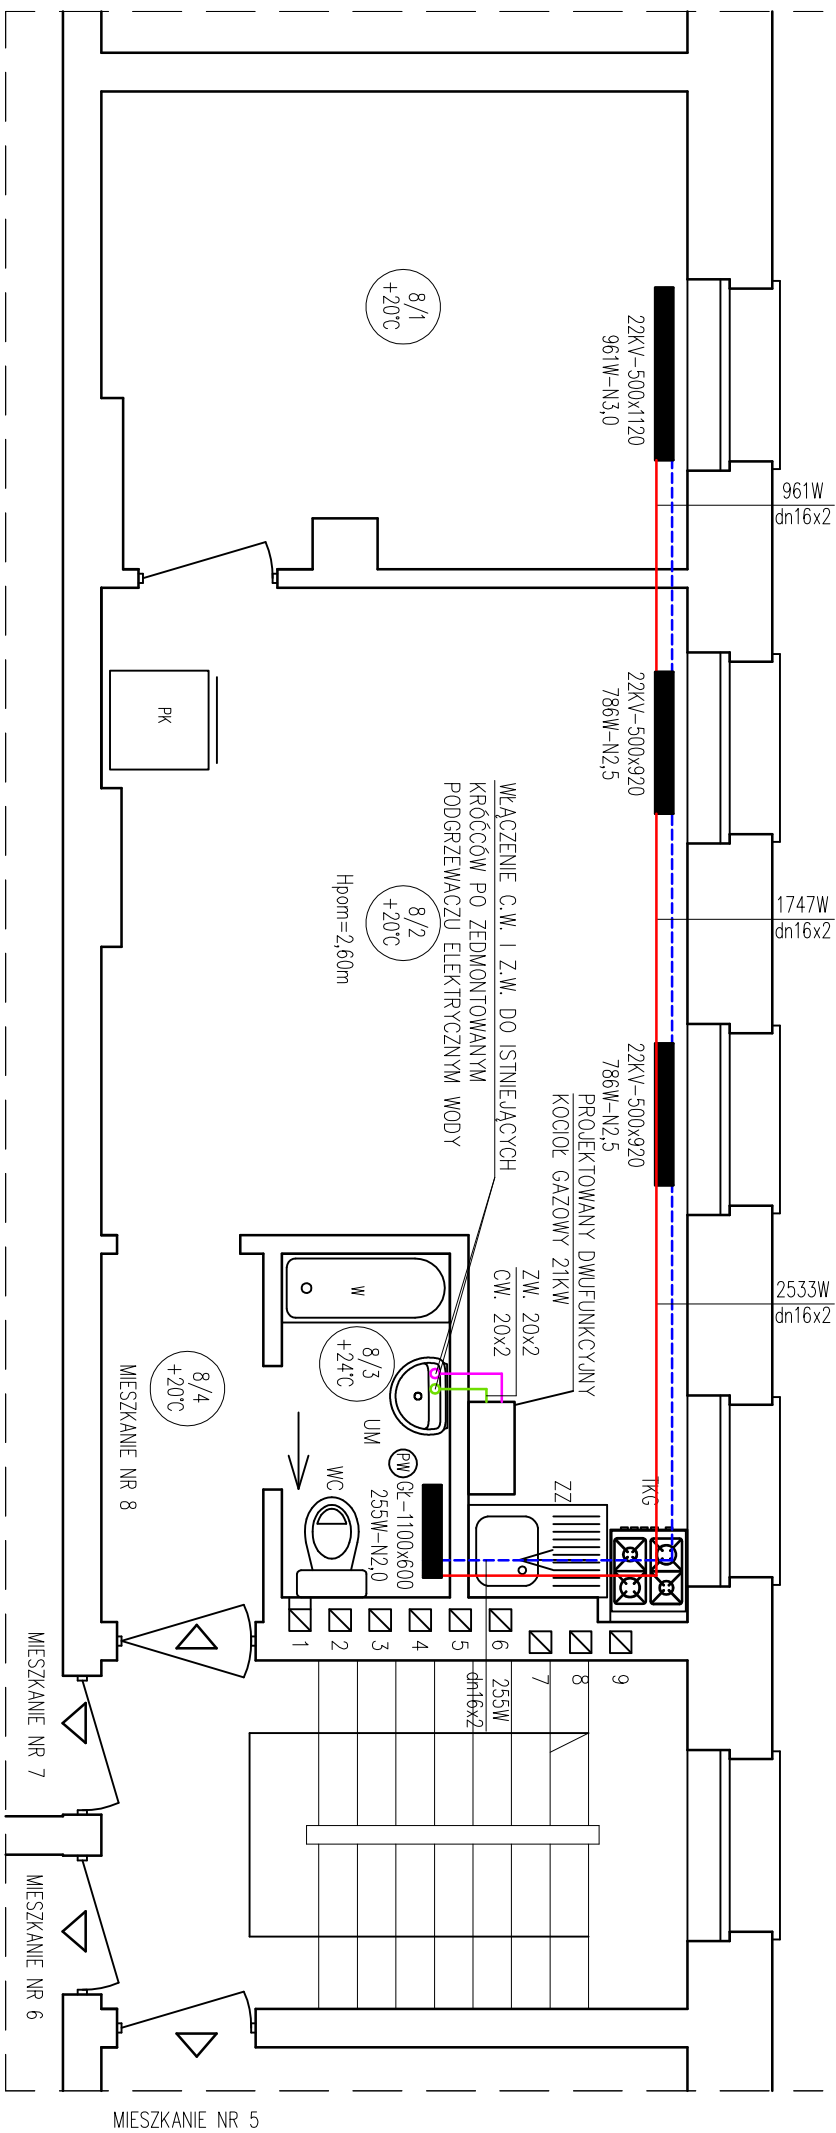 8/1
+20°C
22KV-500x1120
961W-N3,0
961W
dn16x2
PK
22KV-500x920
786W-N2,5
1747W
dn16x2
WŁĄCZENIE C.W. I Z.W. DO ISTNIEJĄCYCH
KRÓĆCÓW PO ZEDMONTOWANYM
PODGRZEWACZU ELEKTRYCZNYM WODY
8/2
+20°C
Hpom=2,60m
22KV-500x920
786W-N2,5
PROJEKTOWANY DWUFUNKCYJNY
KOCIOŁ GAZOWY 21KW
ZW. 20x2
CW. 20x2
2533W
dn16x2
W
8/3
+24°C
8/4
+20°C
MIESZKANIE NR 8
UM
PW
WC
GŁ-1100x600
255W-N2,0
ZZ
TKG
1
2
3
4
5
6
7
8
9
255W
dn16x2
MIESZKANIE NR 7
MIESZKANIE NR 6
MIESZKANIE NR 5